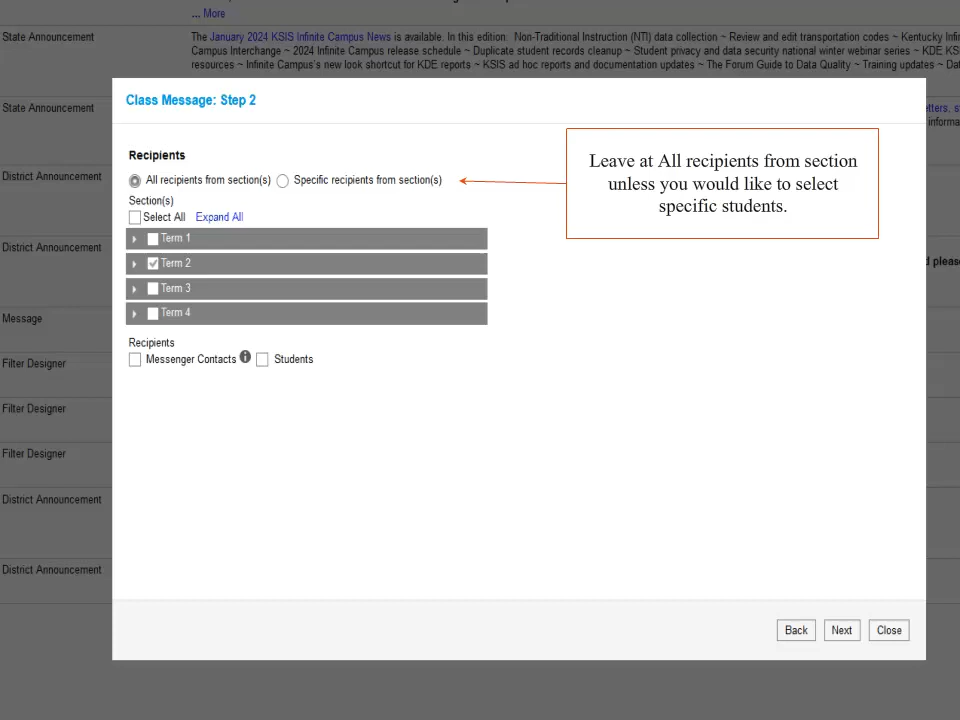 ... More
State Announcement
The January 2024 KSIS Infinite Campus News is available. In this edition: Non-Traditional Instruction (NTI) data collection ~ Review and edit transportation codes ~ Kentucky Infi
Campus Interchange ~ 2024 Infinite Campus release schedule ~ Duplicate student records cleanup ~ Student privacy and data security national winter webinar series ~ KDE KS
resources ~ Infinite Campus's new look shortcut for KDE reports ~ KSIS ad hoc reports and documentation updates ~ The Forum Guide to Data Quality ~ Training updates ~ Dat
Class Message: Step 2
State Announcement
etters, s
informa
Recipients
Leave at All recipients from section
unless you would like to select
specific students.
District Announcement
All recipients from section(s) Specific recipients from section(s)
Section(s)
Select All Expand All
Term 1
District Announcement
Term 2
d please
Term 3
Term 4
Message
Recipients
Messenger Contacts Students
Filter Designer
Filter Designer
Filter Designer
District Announcement
District Announcement
Back Next Close